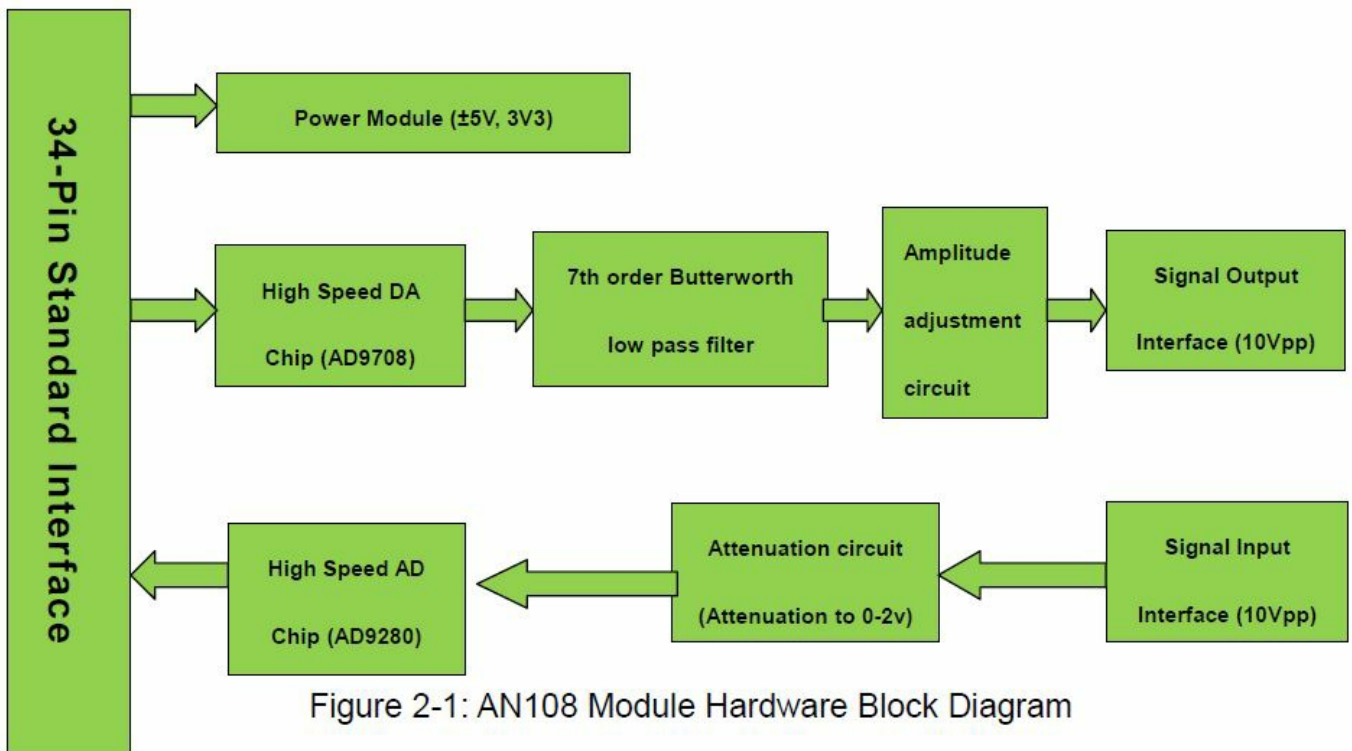 34-Pin Standard Interface
Power Module (±5V, 3V3)
High Speed DA
Chip (AD9708)
7th order Butterworth
low pass filter
Amplitude
adjustment
circuit
Signal Output
Interface (10Vpp)
High Speed AD
Chip (AD9280)
Attenuation circuit
(Attenuation to 0-2v)
Signal Input
Interface (10Vpp)
Figure 2-1: AN108 Module Hardware Block Diagram